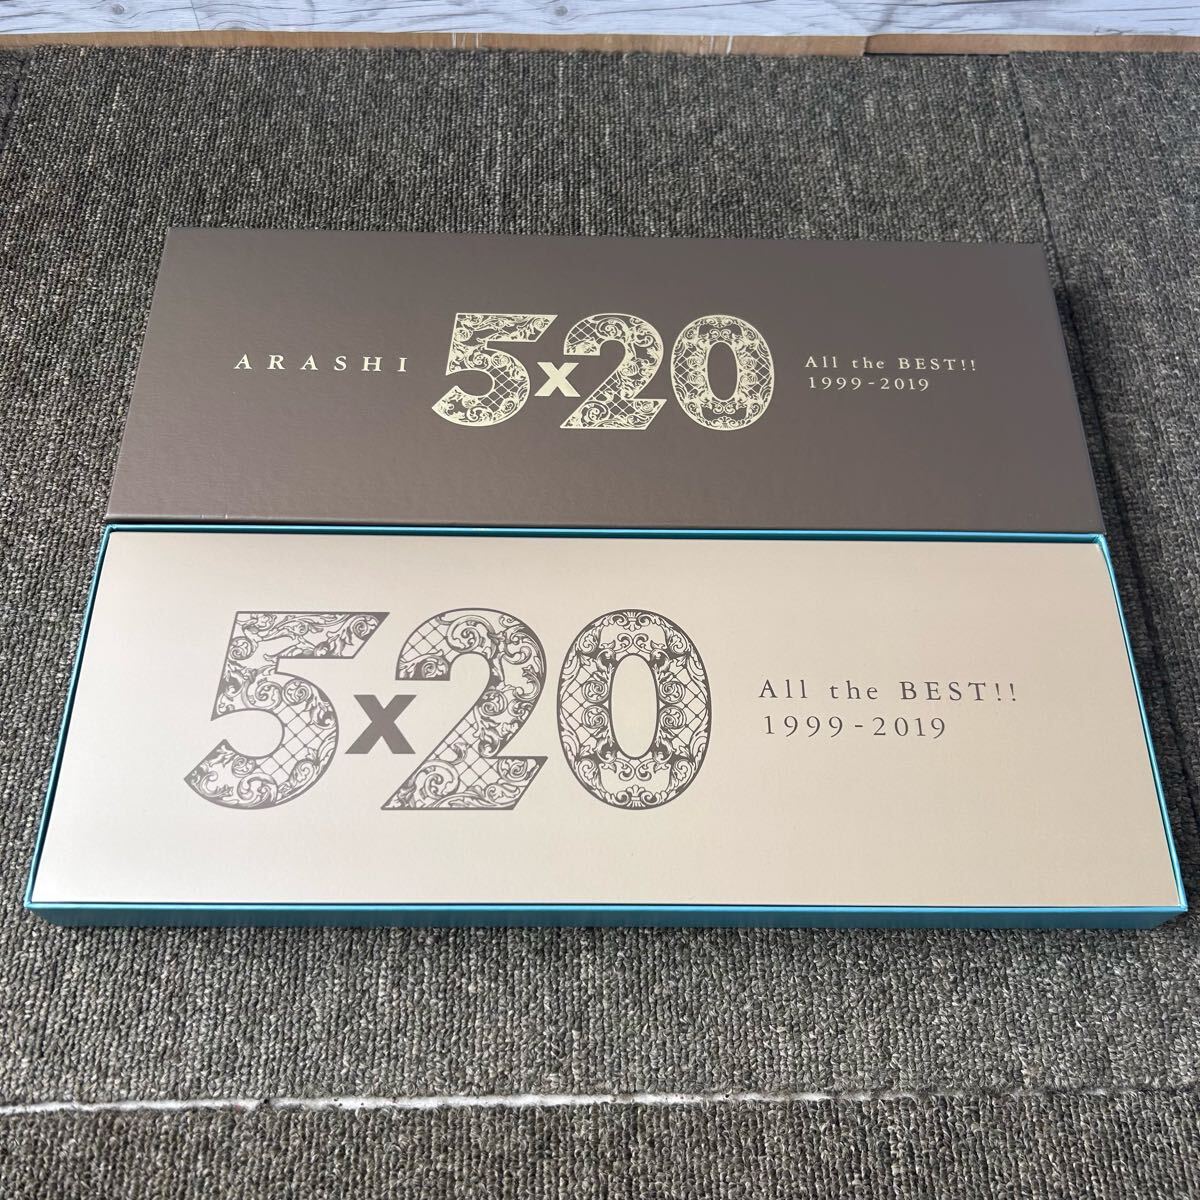 ARASHI 5x20 All the BEST!!
1999-2019
5x20 All the BEST!!
1999-2019